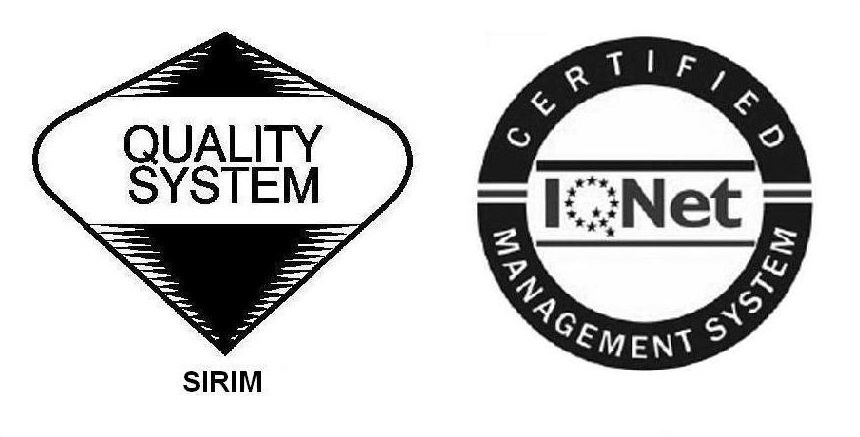 QUALITY
SYSTEM
SIRIM
CERTIFIED
IQNet
MANAGEMENT SYSTEM